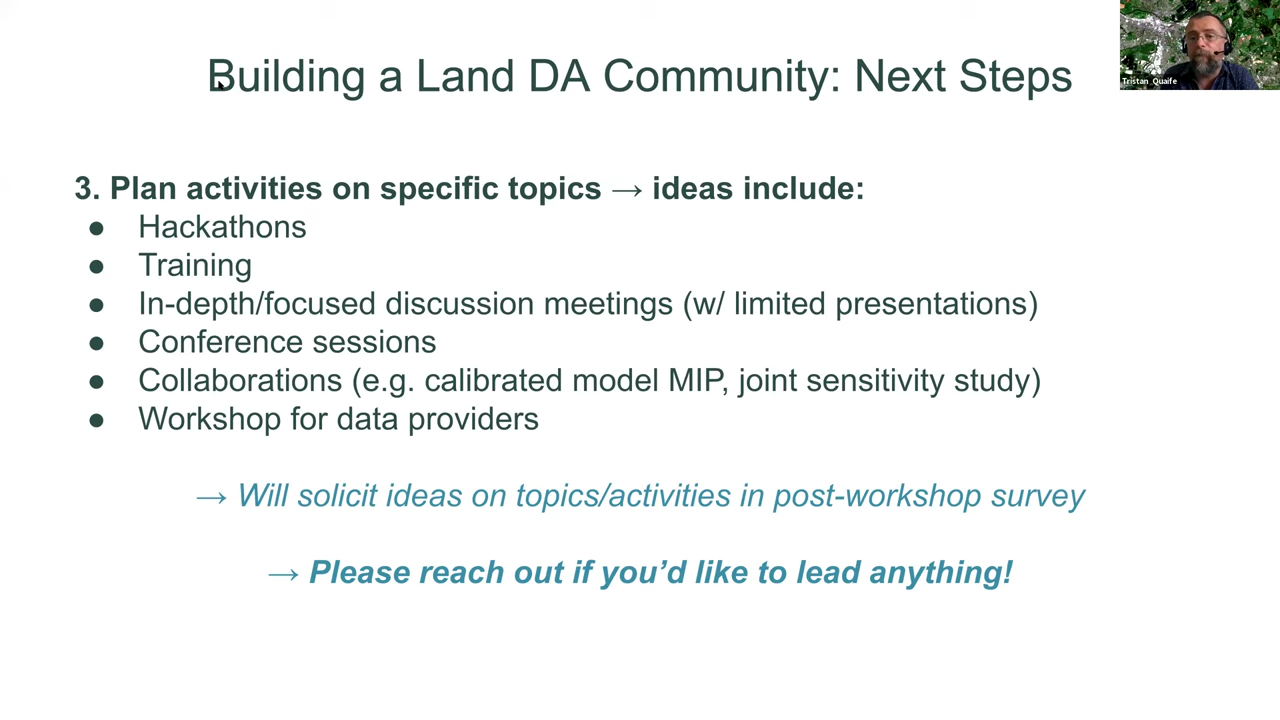 Building a Land DA Community: Next Steps
Tristan_Quaife
3. Plan activities on specific topics → ideas include:
● Hackathons
● Training
● In-depth/focused discussion meetings (w/ limited presentations)
● Conference sessions
● Collaborations (e.g. calibrated model MIP, joint sensitivity study)
● Workshop for data providers
→ Will solicit ideas on topics/activities in post-workshop survey
→ Please reach out if you’d like to lead anything!